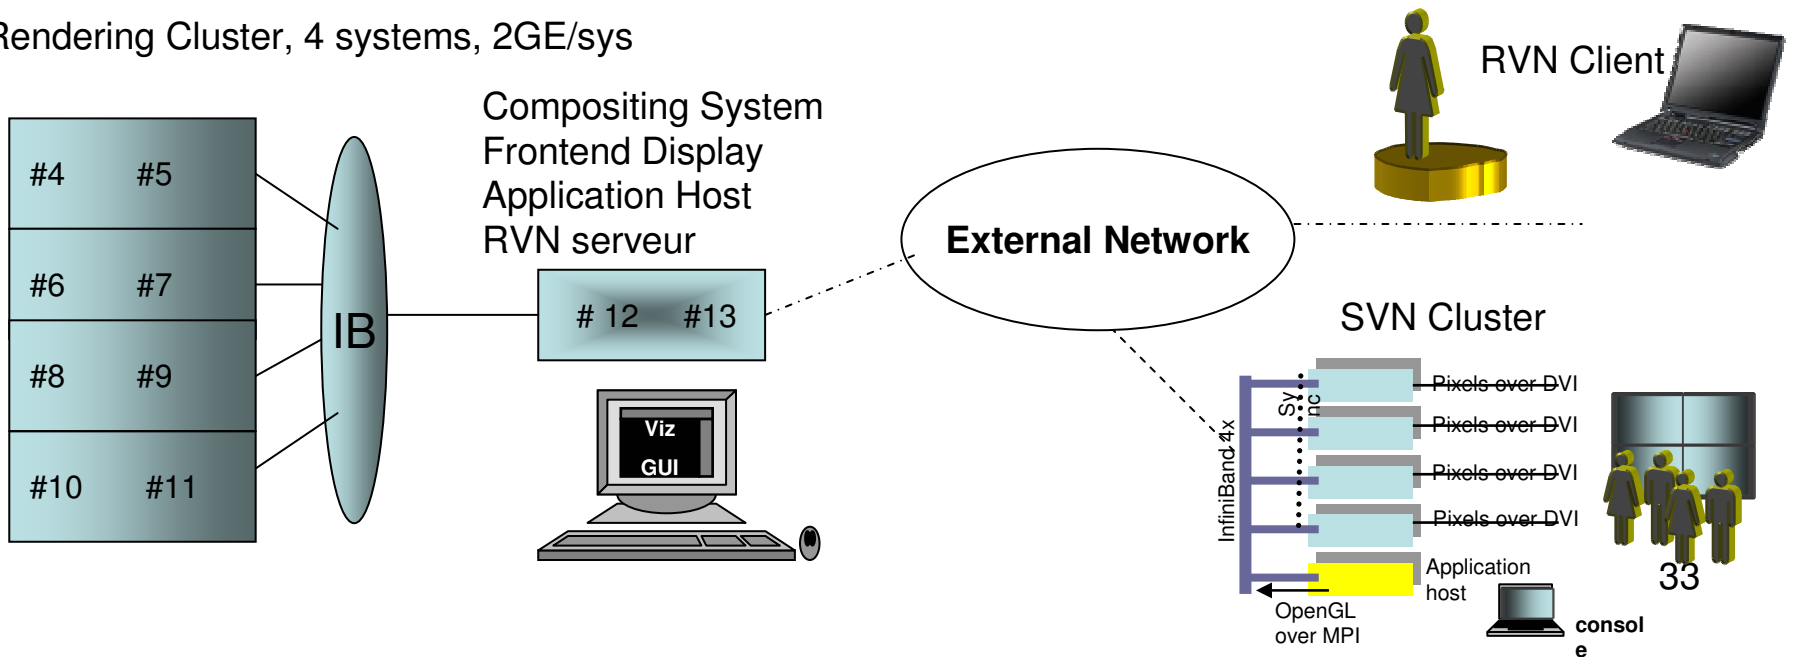 Rendering Cluster, 4 systems, 2GE/sys
RVN Client
Compositing System
Frontend Display
Application Host
RVN serveur
#4 #5
#6 #7
#8 #9
#10 #11
IB
# 12 #13
Viz
GUI
External Network
SVN Cluster
InfiniBand 4x
Sy
nc
Pixels over DVI
Pixels over DVI
Pixels over DVI
Pixels over DVI
Application
host
OpenGL
over MPI
33
consol
e